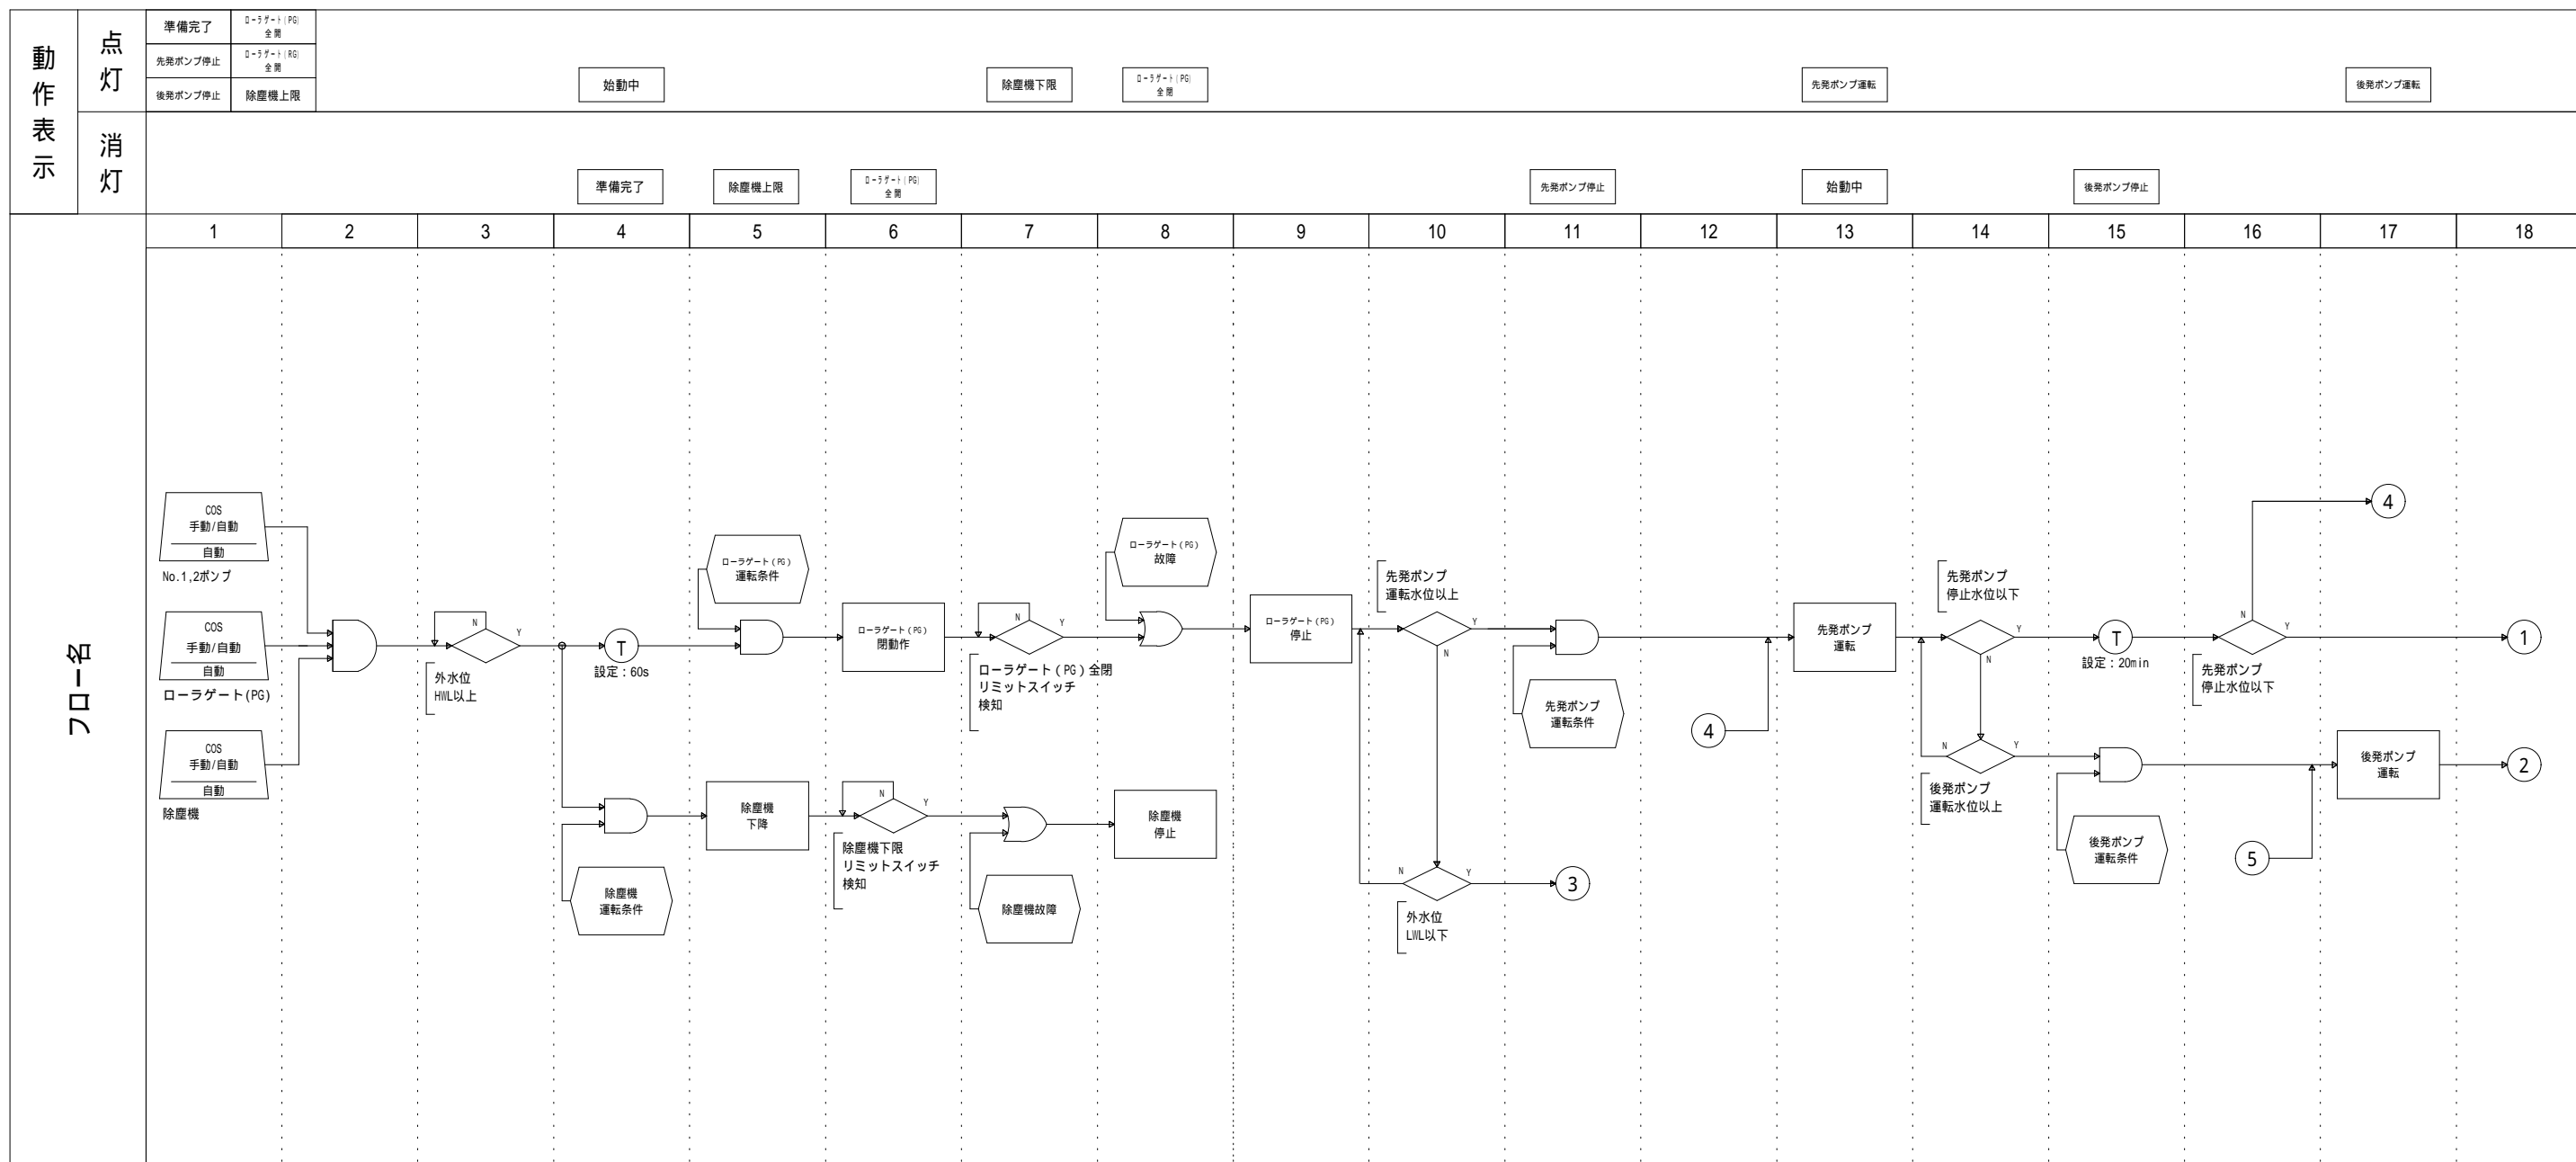 動作表示
点灯
準備完了
ローラゲート(PG)
全開
先発ポンプ停止
ローラゲート(RG)
全開
後発ポンプ停止
除塵機上限
始動中
除塵機下限
ローラゲート(PG)
全閉
先発ポンプ運転
後発ポンプ運転
消灯
準備完了
除塵機上限
ローラゲート(PG)
全開
先発ポンプ停止
始動中
後発ポンプ停止
1 2 3 4 5 6 7 8 9 10 11 12 13 14 15 16 17 18
フロー名
COS
手動/自動
自動
No.1,2ポンプ
COS
手動/自動
自動
ローラゲート(PG)
COS
手動/自動
自動
除塵機
N
Y
外水位
HWL以上
T
設定：60s
除塵機
運転条件
ローラゲート(PG)
運転条件
除塵機
下降
ローラゲート(PG)
閉動作
N
Y
除塵機下限
リミットスイッチ
検知
N
Y
ローラゲート(PG)全閉
リミットスイッチ
検知
除塵機故障
ローラゲート(PG)
故障
除塵機
停止
ローラゲート(PG)
停止
先発ポンプ
運転水位以上
Y
N
N
Y
外水位
LWL以下
3
先発ポンプ
運転条件
4
先発ポンプ
運転
先発ポンプ
停止水位以下
Y
N
N
Y
後発ポンプ
運転水位以上
T
設定：20min
後発ポンプ
運転条件
N
Y
先発ポンプ
停止水位以下
5
4
後発ポンプ
運転
1
2